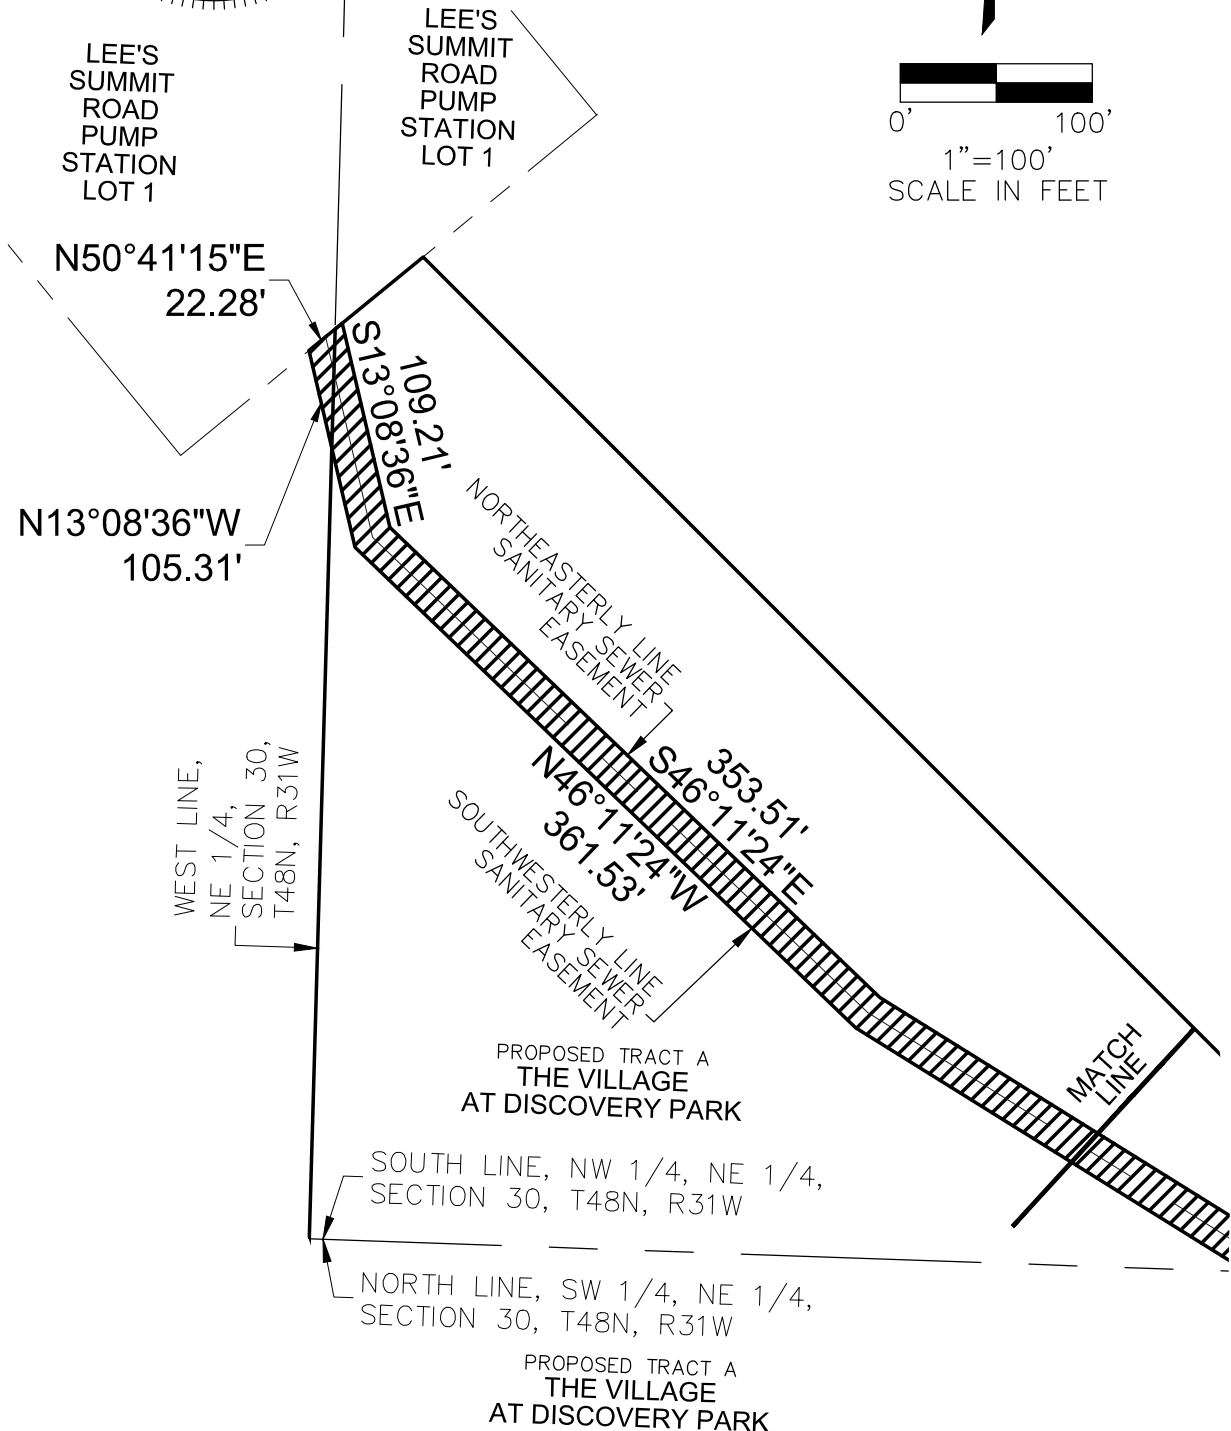 LEE'S
SUMMIT
ROAD
PUMP
STATION
LOT 1
LEE'S
SUMMIT
ROAD
PUMP
STATION
LOT 1
0' 100'
1"=100'
SCALE IN FEET
N50°41'15"E
22.28'
109.21'
S13°08'36"E
N13°08'36"W
105.31'
NORTHEASTERLY LINE
SANITARY SEWER
EASEMENT
353.51'
S46°11'24"E
N46°11'24"W
361.53'
SOUTHWESTERLY LINE
SANITARY SEWER
EASEMENT
WEST LINE,
NE 1/4,
SECTION 30,
T48N, R31W
MATCH
LINE
PROPOSED TRACT A
THE VILLAGE
AT DISCOVERY PARK
SOUTH LINE, NW 1/4, NE 1/4,
SECTION 30, T48N, R31W
NORTH LINE, SW 1/4, NE 1/4,
SECTION 30, T48N, R31W
PROPOSED TRACT A
THE VILLAGE
AT DISCOVERY PARK